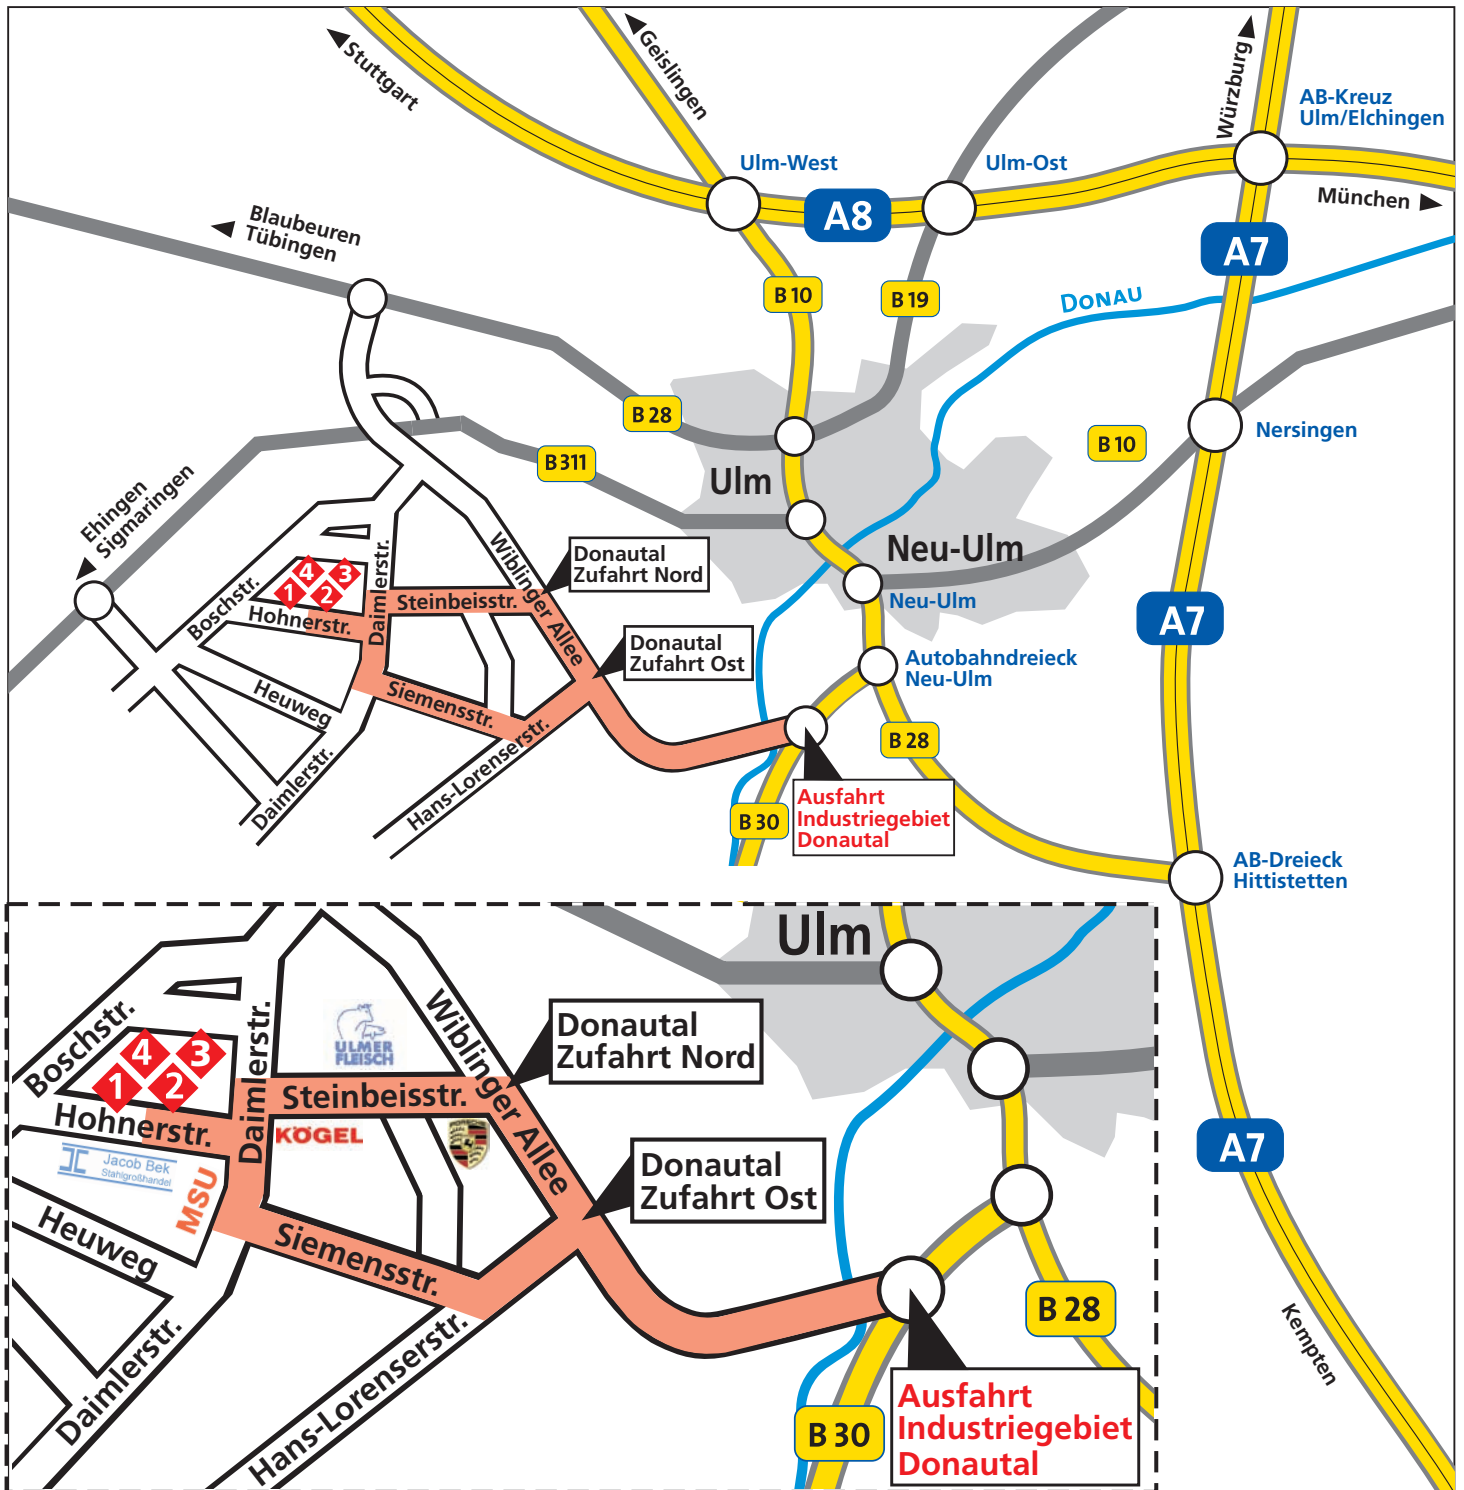 Stuttgart
Geislingen
Würzburg
AB-Kreuz
Ulm/Elchingen
Ulm-West
Ulm-Ost
München
A8
A7
Blaubeuren
Tübingen
B 10
B 19
DONAU
B 28
B 10
Nersingen
B 311
Ulm
Ehingen
Sigmaringen
Neu-Ulm
Donautal
Zufahrt Nord
Wiblinger Allee
Daimlerstr.
4
3
1
2
Boschstr.
Steinbeisstr.
Hohnerstr.
Neu-Ulm
A7
Donautal
Zufahrt Ost
Autobahndreieck
Neu-Ulm
Heuweg
Siemensstr.
B 28
Daimlerstr.
Hans-Lorenserstr.
Ausfahrt
Industriegebiet
Donautal
B 30
AB-Dreieck
Hittistetten
Ulm
Boschstr.
Daimlerstr.
ULMER
FLEISCH
Wiblinger Allee
Donautal
Zufahrt Nord
4
3
1
2
Steinbeisstr.
Hohnerstr.
KÖGEL
Jacob Bek
Stahlgroßhandel
MSU
Donautal
Zufahrt Ost
A7
Heuweg
Siemensstr.
B 28
Kempten
Daimlerstr.
Hans-Lorenserstr.
Ausfahrt
Industriegebiet
Donautal
B 30